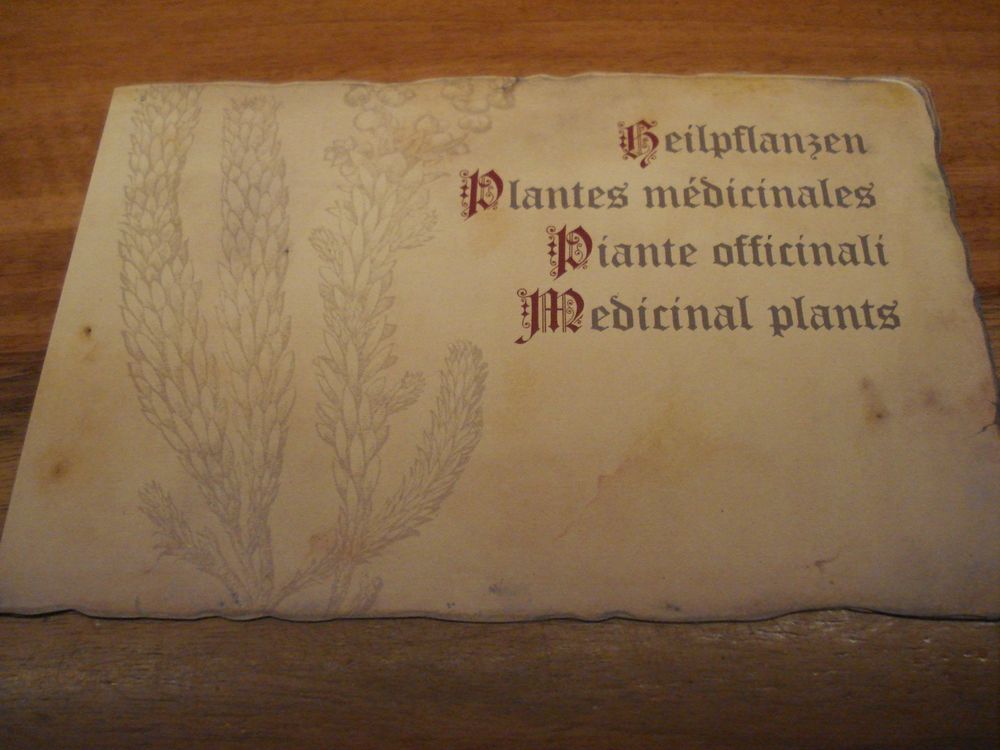 Heilpflanzen
Plantes médicinales
Piante officinali
Medicinal plants